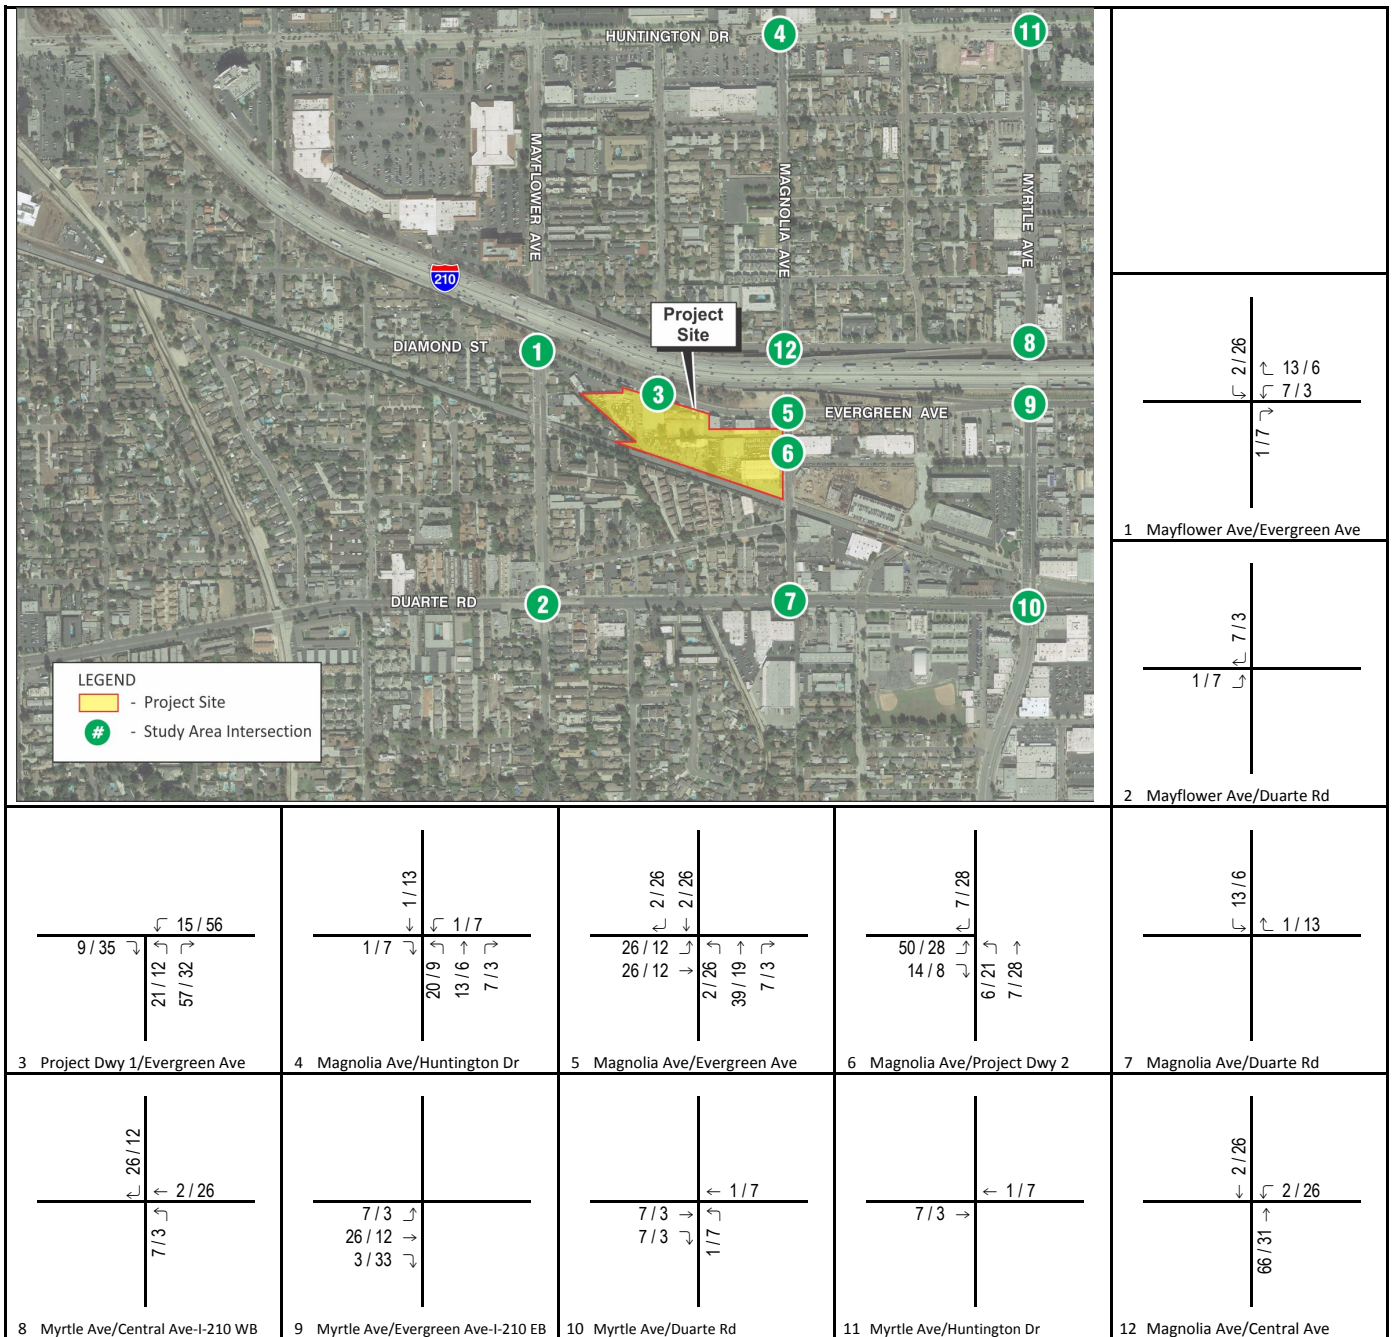 HUNTINGTON DR
4
11
MAYFLOWER AVE
MAGNOLIA AVE
MYRTLE AVE
210
Project
Site
DIAMOND ST
1
12
8
3
5
EVERGREEN AVE
9
6
DUARTE RD
2
7
10
LEGEND
- Project Site
# - Study Area Intersection
2 / 26
13 / 6
7 / 3
1 / 7
1 Mayflower Ave/Evergreen Ave
7 / 3
1 / 7
2 Mayflower Ave/Duarte Rd
15 / 56
9 / 35
21 / 12
57 / 32
3 Project Dwy 1/Evergreen Ave
1 / 13
1 / 7
1 / 7
20 / 9
13 / 6
7 / 3
4 Magnolia Ave/Huntington Dr
2 / 26
2 / 26
26 / 12
26 / 12
2 / 26
39 / 19
7 / 3
5 Magnolia Ave/Evergreen Ave
7 / 28
50 / 28
14 / 8
6 / 21
7 / 28
6 Magnolia Ave/Project Dwy 2
13 / 6
1 / 13
7 Magnolia Ave/Duarte Rd
26 / 12
2 / 26
7 / 3
8 Myrtle Ave/Central Ave-I-210 WB
7 / 3
26 / 12
3 / 33
9 Myrtle Ave/Evergreen Ave-I-210 EB
1 / 7
7 / 3
7 / 3
1 / 7
10 Myrtle Ave/Duarte Rd
1 / 7
7 / 3
11 Myrtle Ave/Huntington Dr
2 / 26
2 / 26
66 / 31
12 Magnolia Ave/Central Ave